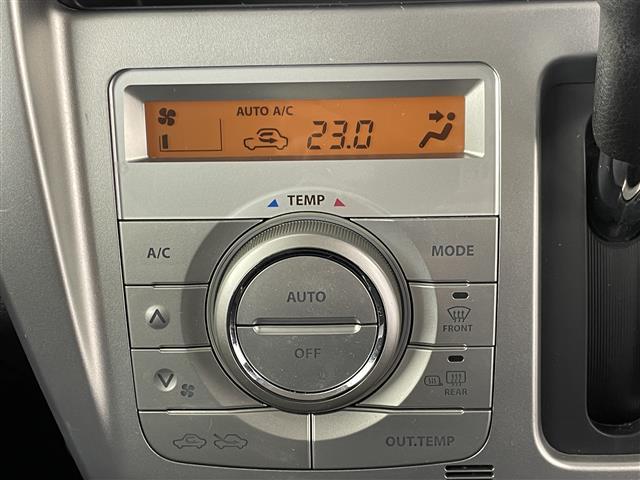 AUTO A/C
23.0
TEMP
A/C
MODE
AUTO
OFF
FRONT
REAR
OUT.TEMP